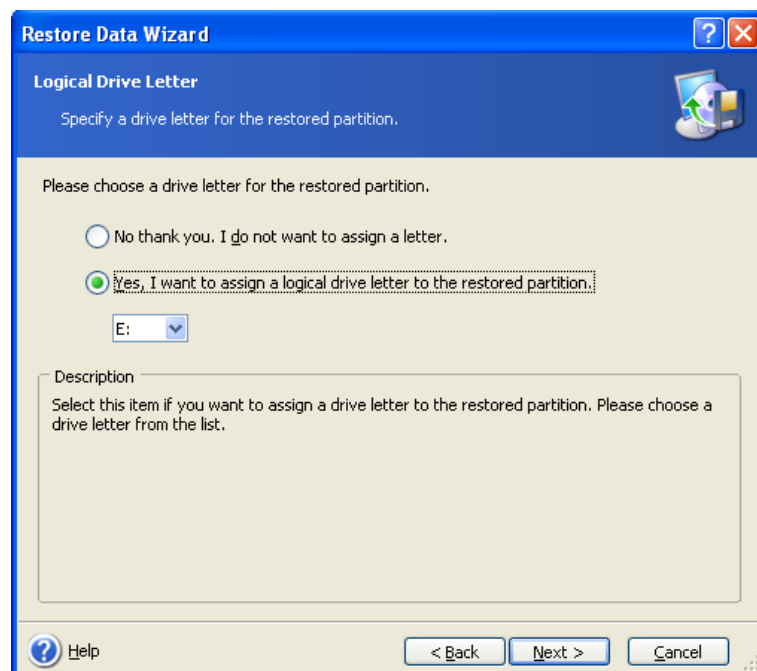 Restore Data Wizard
Logical Drive Letter
Specify a drive letter for the restored partition.
Please choose a drive letter for the restored partition.
No thank you. I do not want to assign a letter.
Yes, I want to assign a logical drive letter to the restored partition.
E:
Description
Select this item if you want to assign a drive letter to the restored partition. Please choose a
drive letter from the list.
Help
< Back
Next >
Cancel